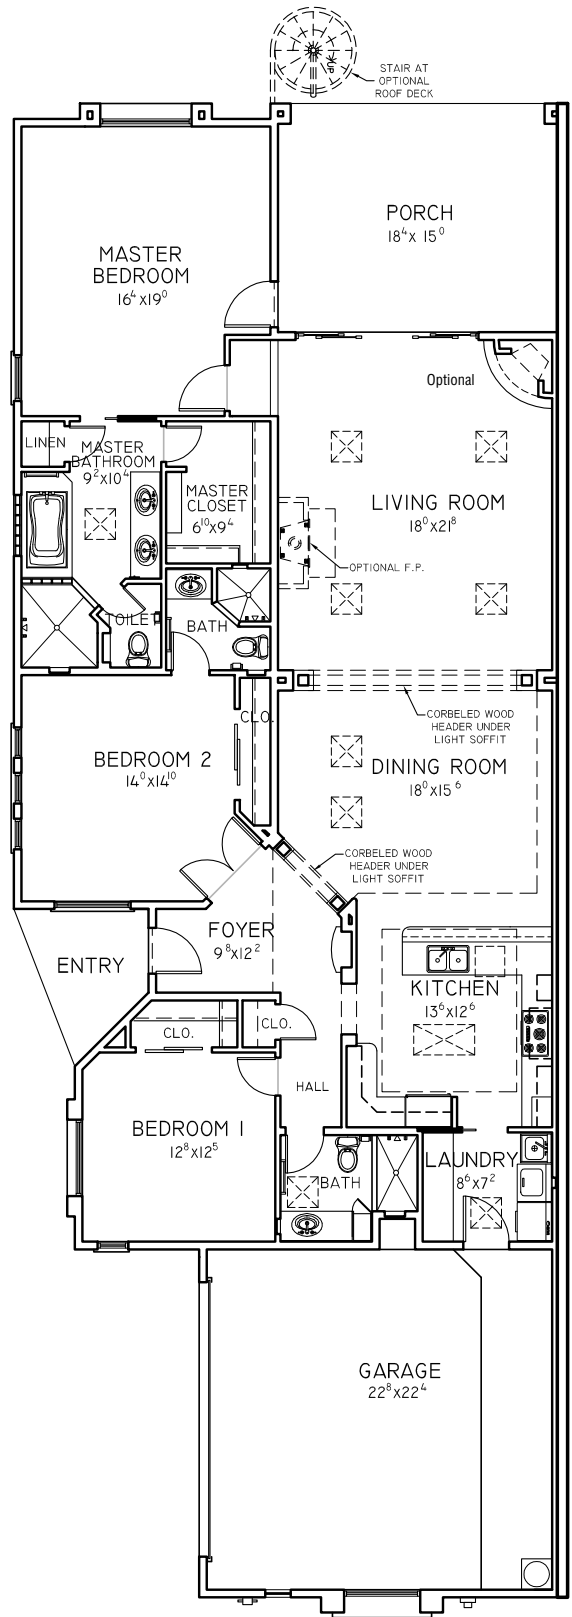 UP
STAIR AT
OPTIONAL
ROOF DECK
PORCH
18⁴x 15⁰
MASTER
BEDROOM
16⁴x19⁰
Optional
LINEN
MASTER
BATHROOM
9²x10⁴
MASTER
CLOSET
6¹⁰x9⁴
LIVING ROOM
18⁰x21⁸
OPTIONAL F.P.
TOILET
BATH
CLO.
CORBELED WOOD
HEADER UNDER
LIGHT SOFFIT
BEDROOM 2
14⁰x14¹⁰
DINING ROOM
18⁰x15⁶
CORBELED WOOD
HEADER UNDER
LIGHT SOFFIT
FOYER
9⁸x12²
ENTRY
KITCHEN
13⁶x12⁶
CLO.
CLO.
HALL
BEDROOM 1
12⁸x12⁵
BATH
LAUNDRY
8⁶x7²
GARAGE
22⁸x22⁴